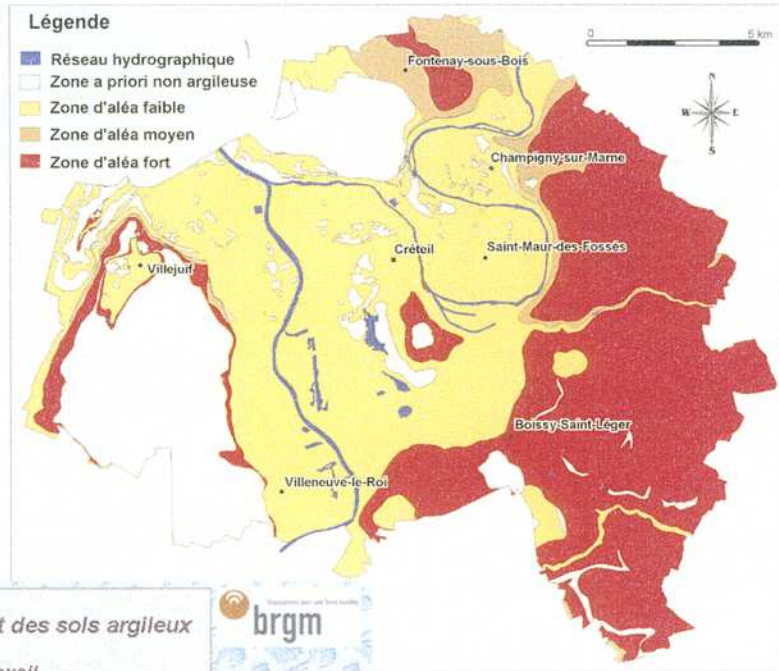 Légende
Réseau hydrographique
Zone a priori non argileuse
Zone d'aléa faible
Zone d'aléa moyen
Zone d'aléa fort
0 5 km
N
W E
S
Fontenay-sous-Bois
Champigny-sur-Marne
Créteil
Saint-Maur-des-Fossés
Villejuif
Boissy-Saint-Léger
Villeneuve-le-Roi
t des sols argileux
brgm